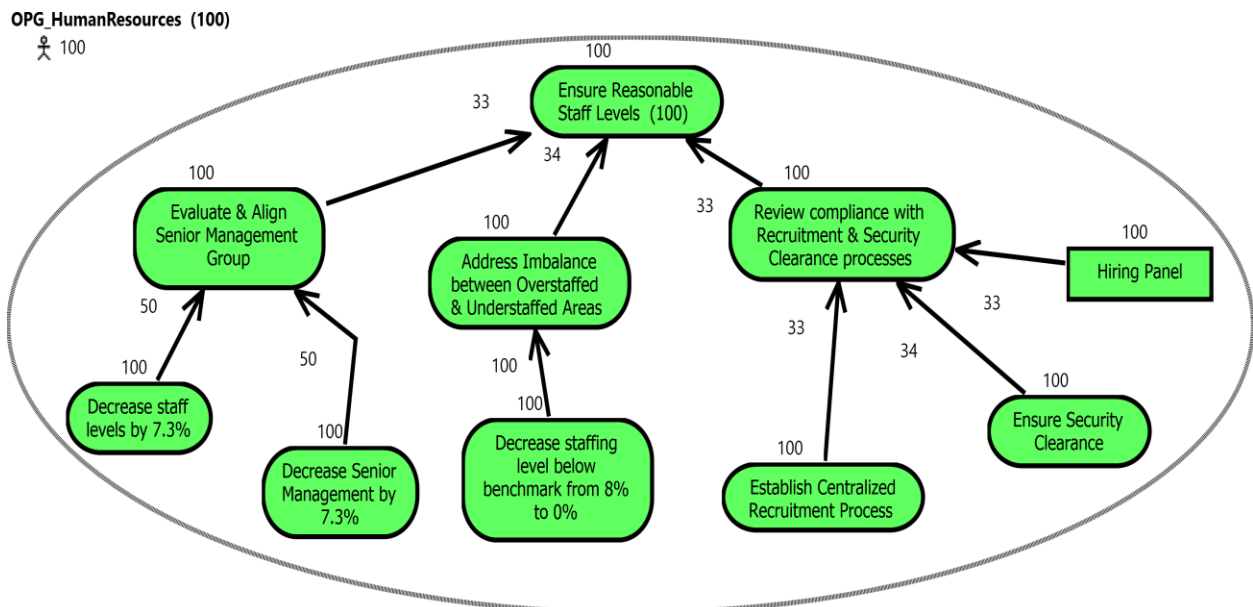 OPG_HumanResources (100)
100
100
Ensure Reasonable
Staff Levels (100)
33
34
33
100
Evaluate & Align
Senior Management
Group
100
Address Imbalance
between Overstaffed
& Understaffed Areas
100
Review compliance with
Recruitment & Security
Clearance processes
100
Hiring Panel
50
50
100
33
34
33
100
Decrease staff
levels by 7.3%
100
Decrease Senior
Management by
7.3%
100
Decrease staffing
level below
benchmark from 8%
to 0%
100
Establish Centralized
Recruitment Process
100
Ensure Security
Clearance